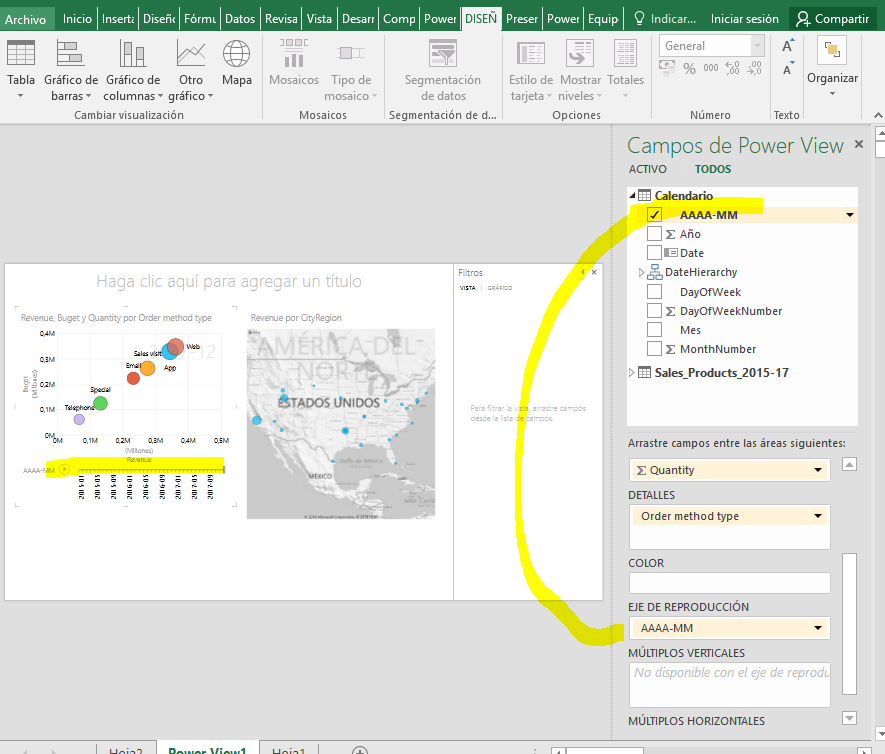 Archivo Inicio Inserta Diseño Fórmu Datos Revisa Vista Desarr Comp Power DISEÑ Preser Power Equip Indicar... Iniciar sesión Compartir
Tabla Gráfico de barras Gráfico de columnas Otro gráfico Mapa
Mosaicos Tipo de mosaico
Segmentación de datos
Estilo de tarjeta Mostrar niveles Totales
General
% 000
Organizar
Cambiar visualización Mosaicos Segmentación de d... Opciones Número Texto
Campos de Power View
ACTIVO TODOS
Calendario
AAAA-MM
Año
Date
DateHierarchy
DayOfWeek
DayOfWeekNumber
Mes
MonthNumber
Sales_Products_2015-17
Arrastre campos entre las áreas siguientes:
Σ Quantity
DETALLES
Order method type
COLOR
EJE DE REPRODUCCIÓN
AAAA-MM
MÚLTIPLOS VERTICALES
No disponible con el eje de reprodu
MÚLTIPLOS HORIZONTALES
Haga clic aquí para agregar un título
Revenue, Buget y Quantity por Order method type
0,4M
0,3M
0,2M
0,1M
0M
Buget
(Millones)
Sales visit
Web
Email
App
Special
Telephone
0M 0,1M 0,2M 0,3M 0,4M 0,5M
(Millones)
Revenue
AAAA-MM
2015-01 2015-05 2015-09 2016-01 2016-05 2016-09 2017-01 2017-05 2017-09
Revenue por CityRegion
AMÉRICA DEL
NORTE
ESTADOS UNIDOS
MÉXICO
Golfo de México
Filtros
VISTA | GRÁFICO
Para filtrar la vista, arrastre campos
desde la lista de campos.
Hoja2 Power View1 Hoja1